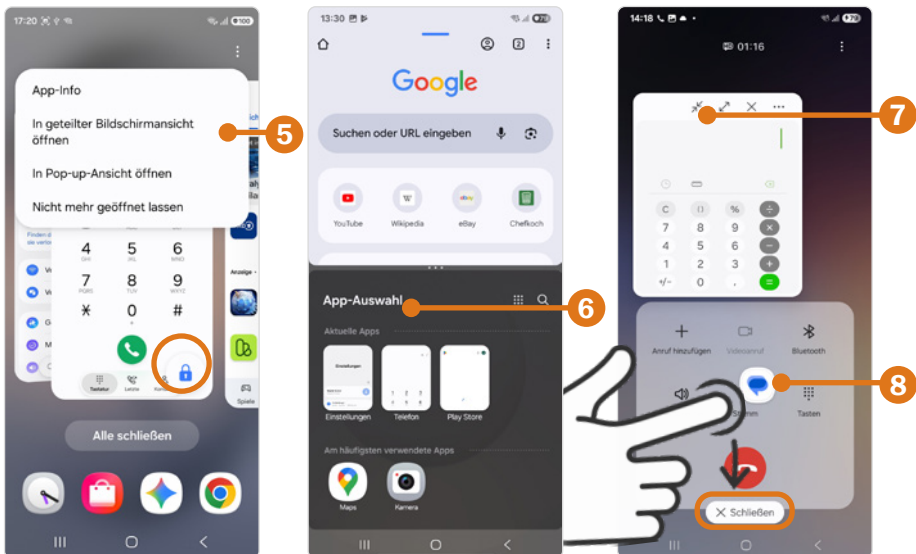 17:20
100
App-Info
In geteilter Bildschirmansicht
öffnen
In Pop-up-Ansicht öffnen
Nicht mehr geöffnet lassen
5
4
GHI
5
JKL
6
MNO
7
PQRS
8
TUV
9
WXYZ
*
0
+
#
Tastatur
Letzte
Anzeige
Spiele
Alle schließen
13:30
2
Google
Suchen oder URL eingeben
YouTube
W
Wikipedia
ebay
eBay
Chefkoch
App-Auswahl
6
Aktuelle Apps
Einstellungen
Einstellungen
Telefon
Play Store
Am häufigsten verwendete Apps
Maps
Kamera
14:18
01:16
7
C
()
%
÷
7
8
9
×
4
5
6
−
1
2
3
+
+/−
0
,
=
Anruf hinzufügen
Videoanruf
Bluetooth
8
Tasten
Schließen